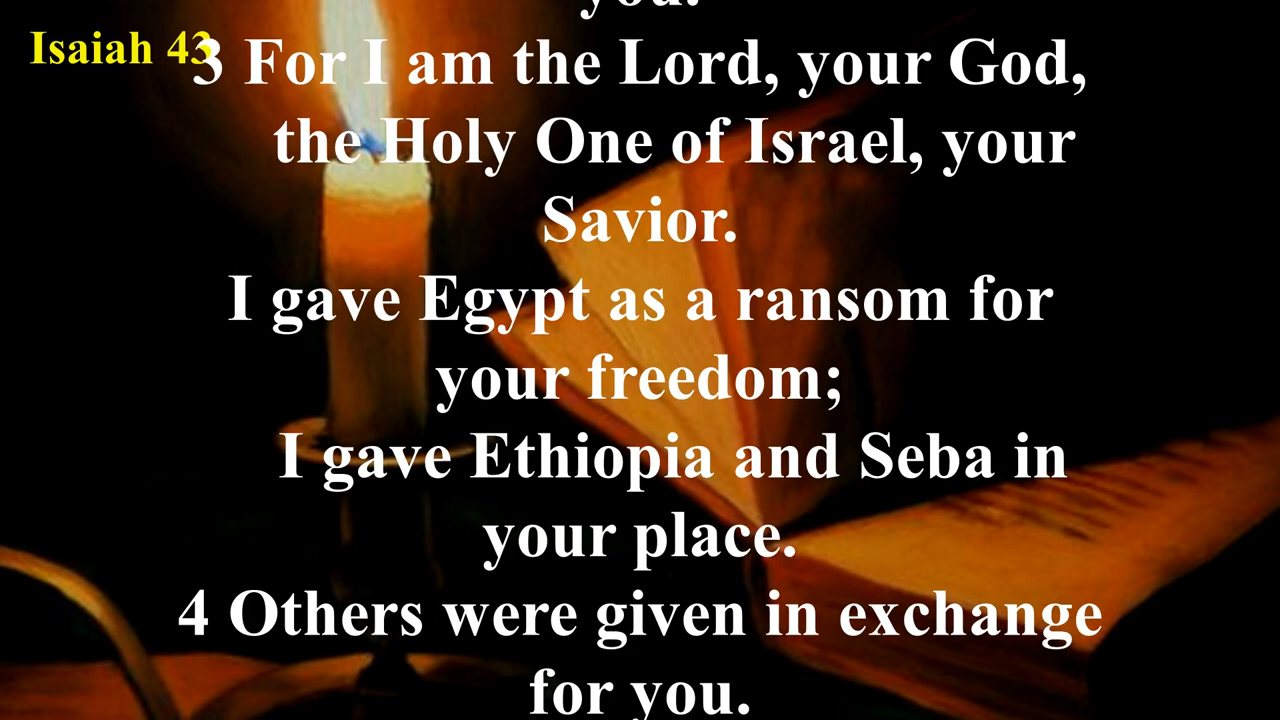 you.
Isaiah 43
3 For I am the Lord, your God,
the Holy One of Israel, your
Savior.
I gave Egypt as a ransom for
your freedom;
I gave Ethiopia and Seba in
your place.
4 Others were given in exchange
for you.